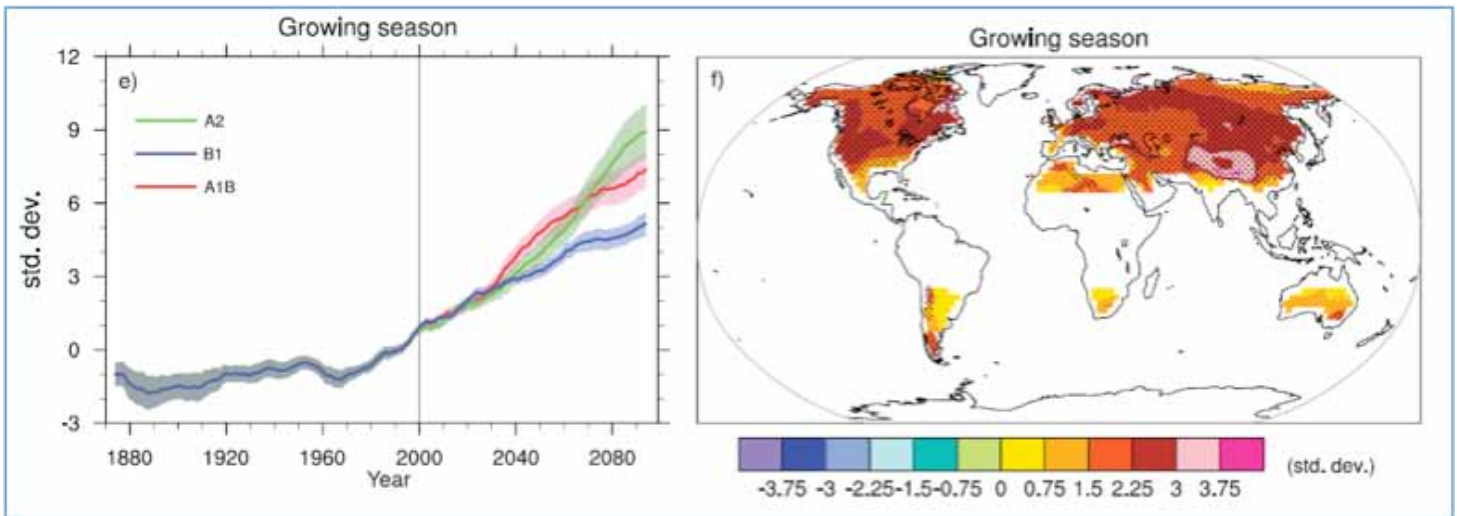 Growing season
12
9
6
3
0
-3
std. dev.
e)
A2
B1
A1B
1880 1920 1960 2000 2040 2080
Year
Growing season
f)
-3.75 -3 -2.25 -1.5 -0.75 0 0.75 1.5 2.25 3 3.75
(std. dev.)